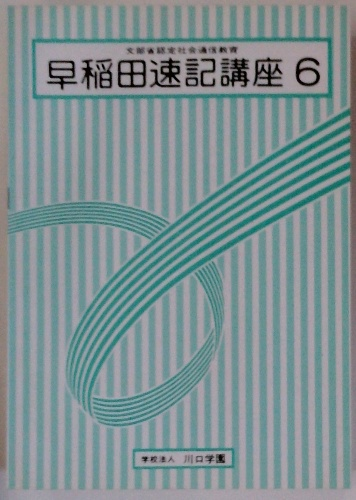 文部省認定社会通信教育
早稲田速記講座 6
学校法人 川口学園